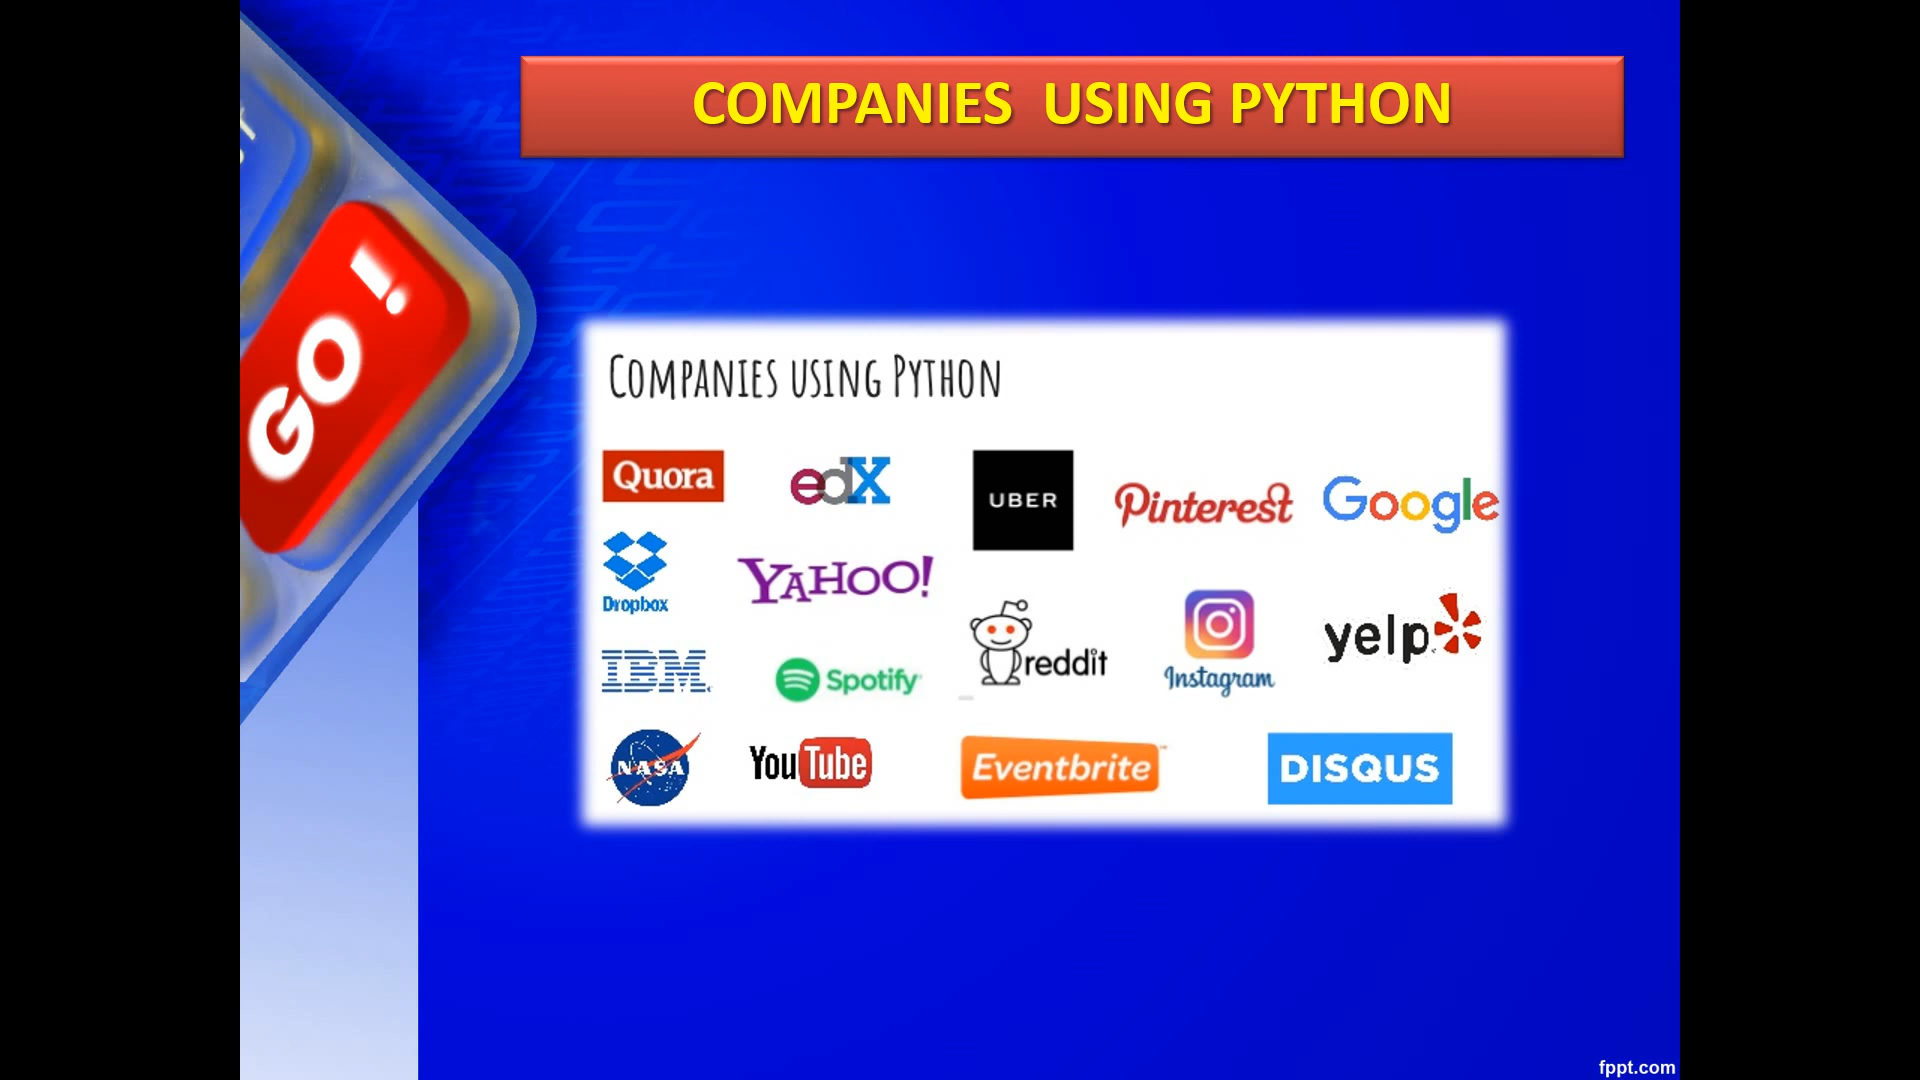 COMPANIES  USING PYTHON
GO !
Companies using Python
Quora
edX
UBER
Pinterest
Google
Dropbox
YAHOO!
reddit
Instagram
yelp
IBM
Spotify
NASA
YouTube
Eventbrite
DISQUS
fppt.com